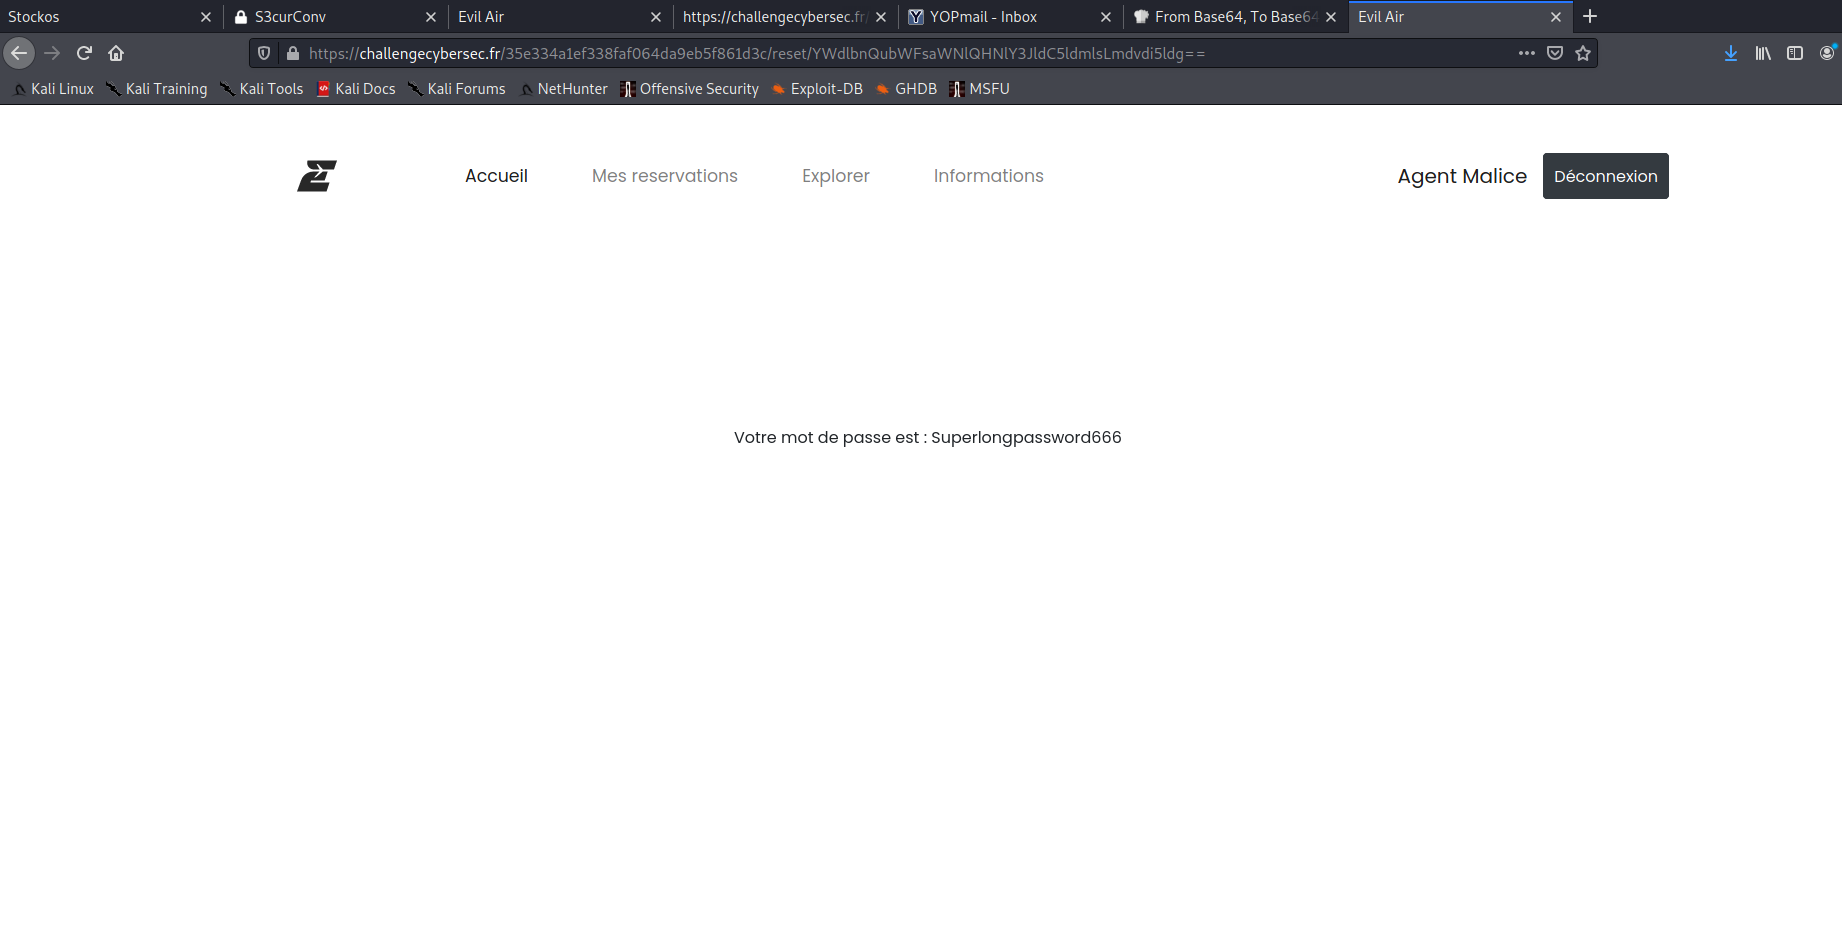 Stockos
S3curConv
Evil Air
https://challengecybersec.fr/
YOPmail - Inbox
From Base64, To Base64
Evil Air
https://challengecybersec.fr/35e334a1ef338faf064da9eb5f861d3c/reset/YWdlbnQubWFsaWNlQHNlY3JldC5ldmlsLmdvdi5ldg==
Kali Linux
Kali Training
Kali Tools
Kali Docs
Kali Forums
NetHunter
Offensive Security
Exploit-DB
GHDB
MSFU
Accueil
Mes reservations
Explorer
Informations
Agent Malice
Déconnexion
Votre mot de passe est : Superlongpassword666